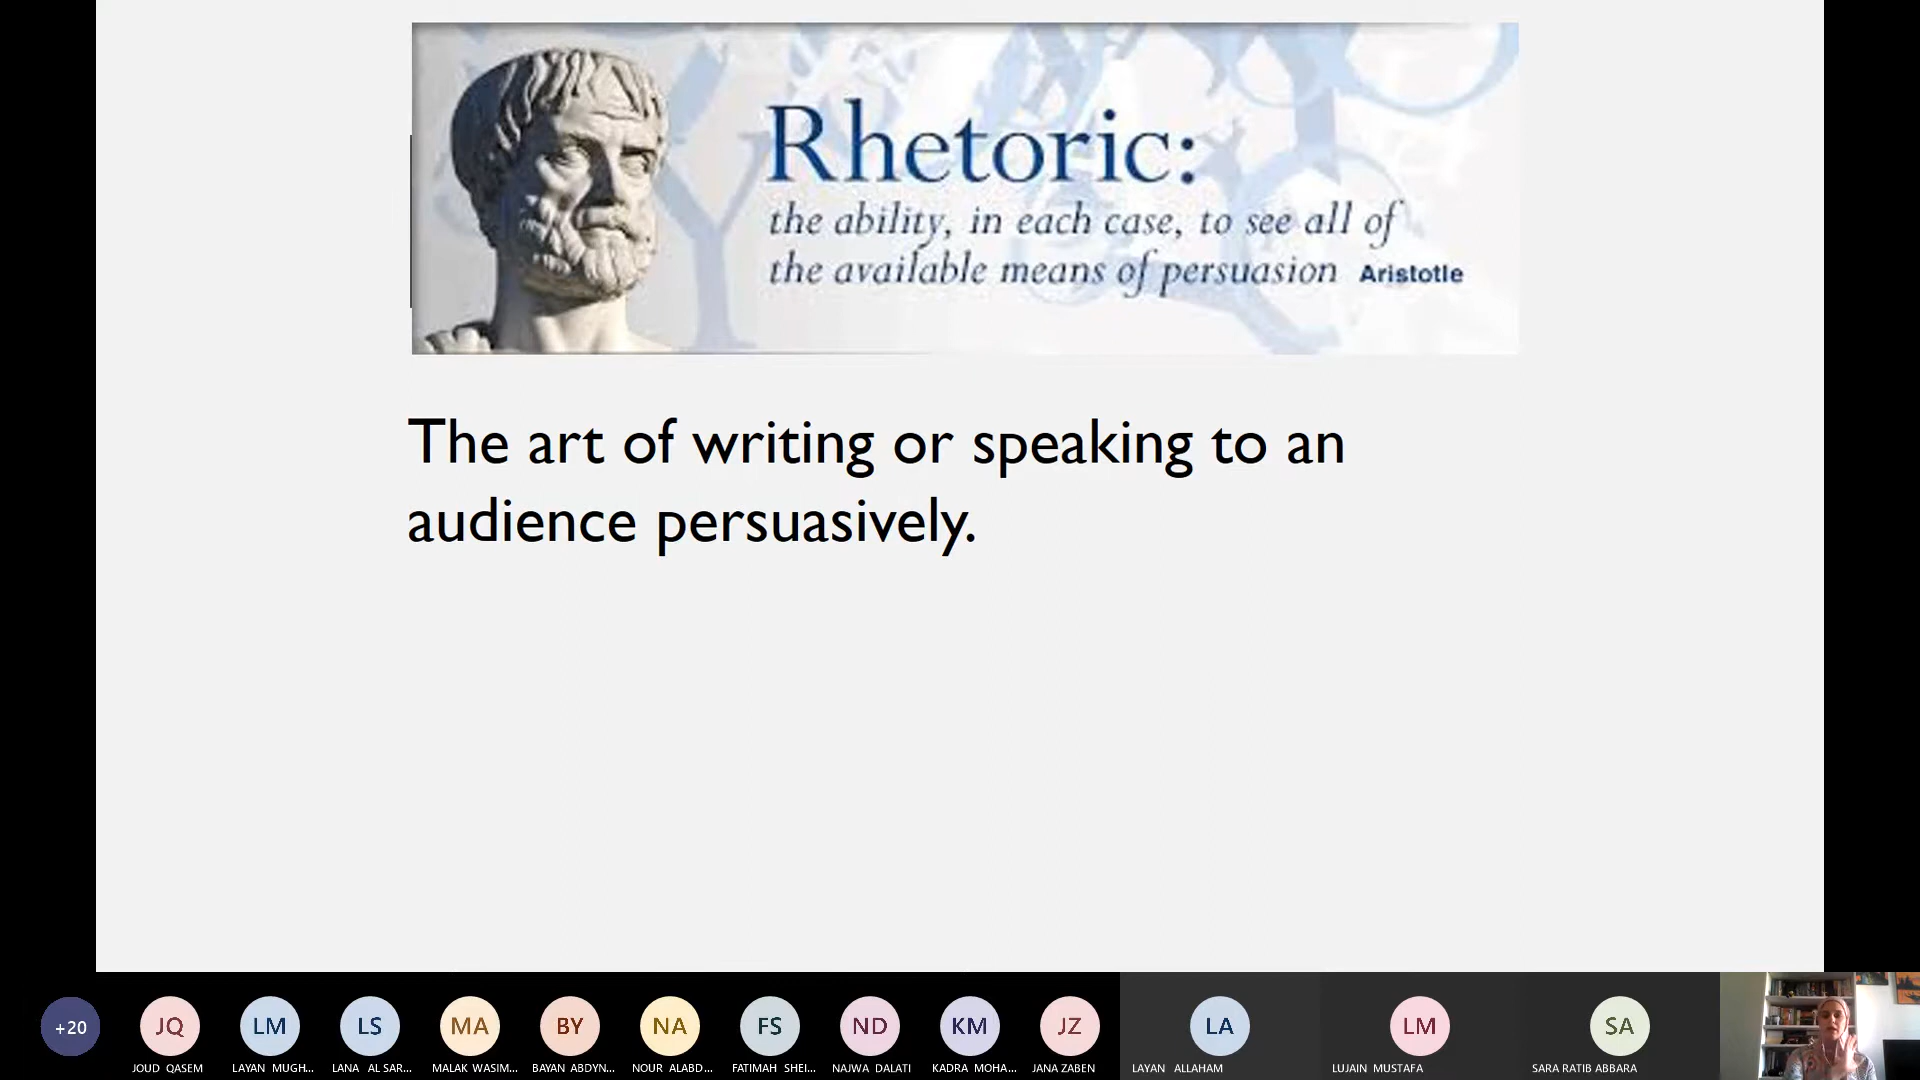 Rhetoric:
the ability, in each case, to see all of
the available means of persuasion Aristotle
The art of writing or speaking to an
audience persuasively.
+20 JQ LM LS MA BY NA FS ND KM JZ LA LM SA
JOUD QASEM LAYAN MUGH... LANA AL SAR... MALAK WASIM... BAYAN ABDYN... NOUR ALABD... FATIMAH SHEI... NAJWA DALATI KADRA MOHA... JANA ZABEN LAYAN ALLAHAM LUJAIN MUSTAFA SARA RATIB ABBARA